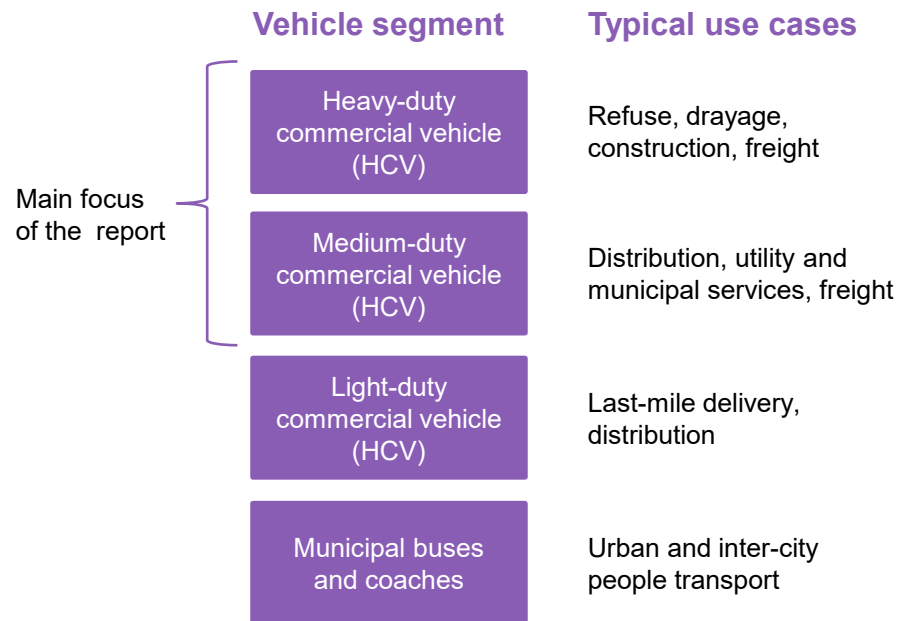 Vehicle segment
Typical use cases
Main focus
of the report
Heavy-duty
commercial vehicle
(HCV)
Refuse, drayage,
construction, freight
Medium-duty
commercial vehicle
(HCV)
Distribution, utility and
municipal services, freight
Light-duty
commercial vehicle
(HCV)
Last-mile delivery,
distribution
Municipal buses
and coaches
Urban and inter-city
people transport